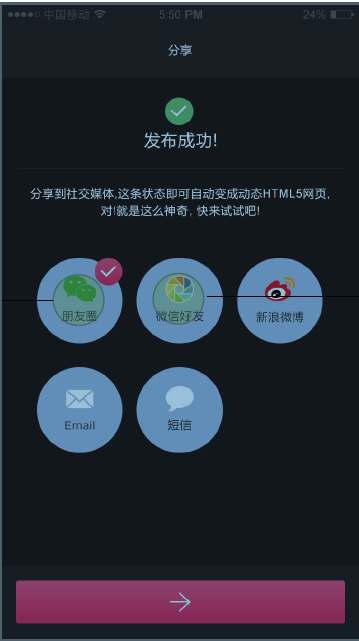 中国移动 5:50 PM 24%
分享
发布成功!
分享到社交媒体,这条状态即可自动变成动态HTML5网页,
对!就是这么神奇，快来试试吧!
朋友圈 微信好友 新浪微博
Email 短信